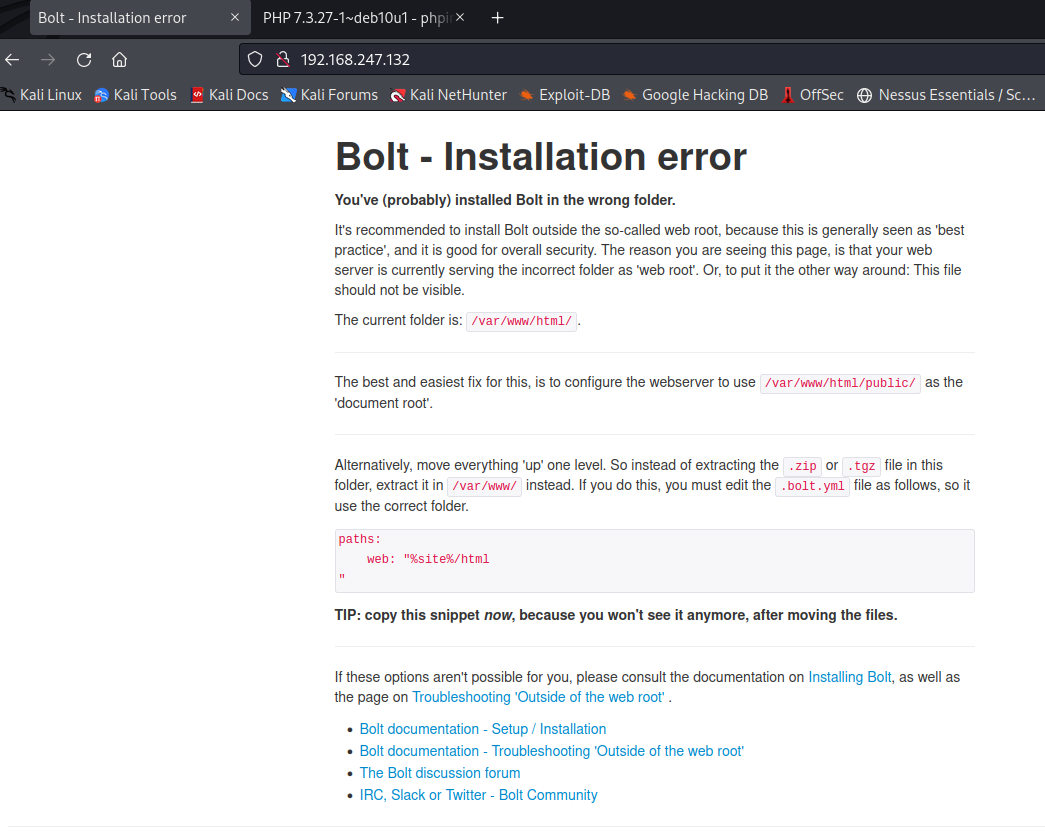 Bolt - Installation error
PHP 7.3.27-1~deb10u1 - phpin
192.168.247.132
Kali Linux Kali Tools Kali Docs Kali Forums Kali NetHunter Exploit-DB Google Hacking DB OffSec Nessus Essentials / Sc...
Bolt - Installation error
You've (probably) installed Bolt in the wrong folder.
It's recommended to install Bolt outside the so-called web root, because this is generally seen as 'best
practice', and it is good for overall security. The reason you are seeing this page, is that your web
server is currently serving the incorrect folder as 'web root'. Or, to put it the other way around: This file
should not be visible.
The current folder is: /var/www/html/ .
The best and easiest fix for this, is to configure the webserver to use /var/www/html/public/ as the
'document root'.
Alternatively, move everything 'up' one level. So instead of extracting the .zip or .tgz file in this
folder, extract it in /var/www/ instead. If you do this, you must edit the .bolt.yml file as follows, so it
use the correct folder.
paths:
    web: "%site%/html
"
TIP: copy this snippet now, because you won't see it anymore, after moving the files.
If these options aren't possible for you, please consult the documentation on Installing Bolt, as well as
the page on Troubleshooting 'Outside of the web root' .
• Bolt documentation - Setup / Installation
• Bolt documentation - Troubleshooting 'Outside of the web root'
• The Bolt discussion forum
• IRC, Slack or Twitter - Bolt Community